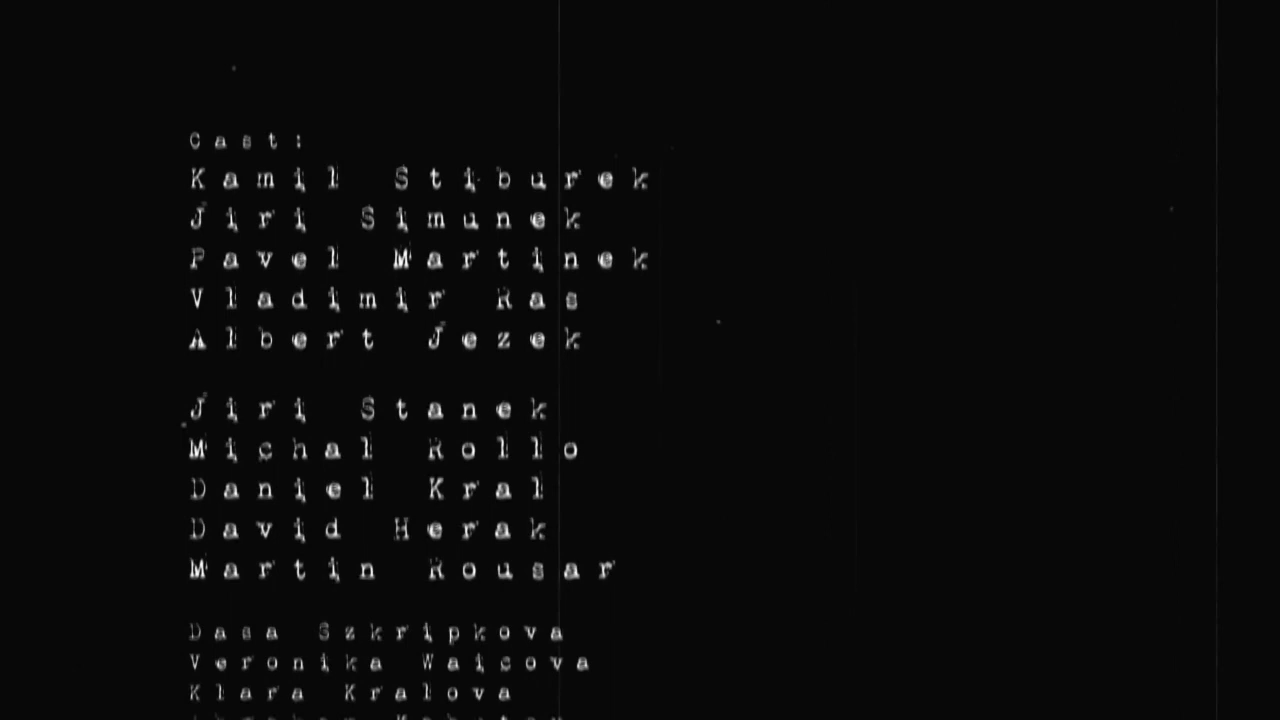 Cast:
Kamil Stiburek
Jiri Simunek
Pavel Martinek
Vladimir Ras
Albert Jezek
Jiri Stanek
Michal Rollo
Daniel Kral
David Herak
Martin Rousar
Dasa Szkripkova
Veronika Waicova
Klara Kralova